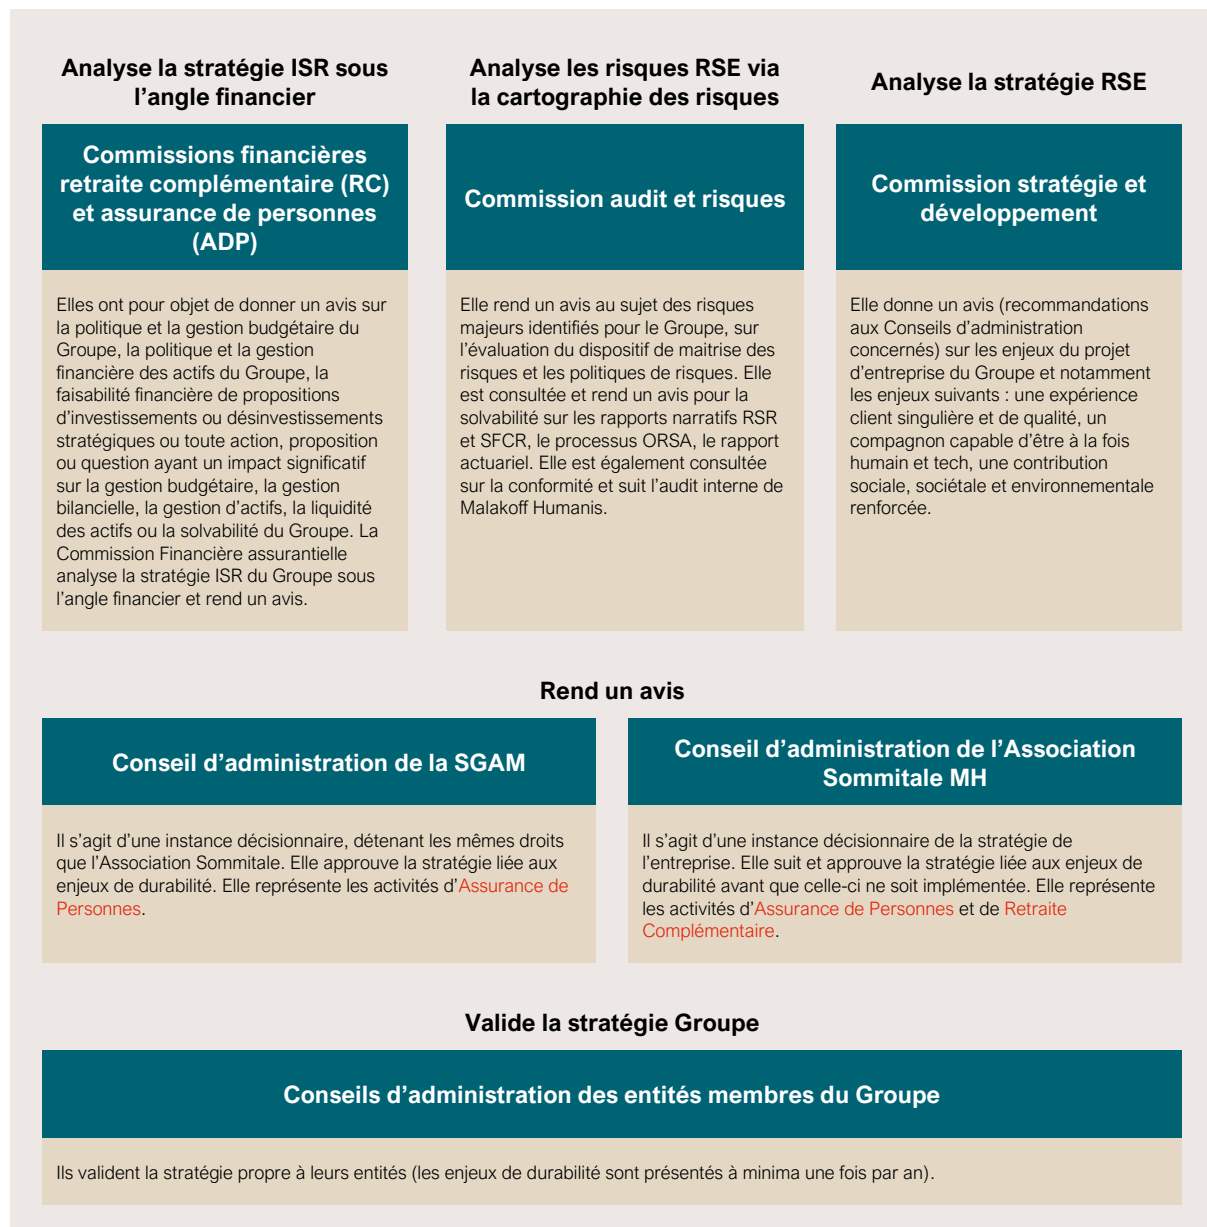 Analyse la stratégie ISR sous
l'angle financier
Commissions financières
retraite complémentaire (RC)
et assurance de personnes
(ADP)
Elles ont pour objet de donner un avis sur
la politique et la gestion budgétaire du
Groupe, la politique et la gestion
financière des actifs du Groupe, la
faisabilité financière de propositions
d'investissements ou désinvestissements
stratégiques ou toute action, proposition
ou question ayant un impact significatif
sur la gestion budgétaire, la gestion
bilancielle, la gestion d'actifs, la liquidité
des actifs ou la solvabilité du Groupe. La
Commission Financière assurantielle
analyse la stratégie ISR du Groupe sous
l'angle financier et rend un avis.
Analyse les risques RSE via
la cartographie des risques
Commission audit et risques
Elle rend un avis au sujet des risques
majeurs identifiés pour le Groupe, sur
l'évaluation du dispositif de maitrise des
risques et les politiques de risques. Elle
est consultée et rend un avis pour la
solvabilité sur les rapports narratifs RSR
et SFCR, le processus ORSA, le rapport
actuariel. Elle est également consultée
sur la conformité et suit l'audit interne de
Malakoff Humanis.
Analyse la stratégie RSE
Commission stratégie et
développement
Elle donne un avis (recommandations
aux Conseils d'administration
concernés) sur les enjeux du projet
d'entreprise du Groupe et notamment
les enjeux suivants : une expérience
client singulière et de qualité, un
compagnon capable d'être à la fois
humain et tech, une contribution
sociale, sociétale et environnementale
renforcée.
Rend un avis
Conseil d'administration de la SGAM
Il s'agit d'une instance décisionnaire, détenant les mêmes droits
que l'Association Sommitale. Elle approuve la stratégie liée aux
enjeux de durabilité. Elle représente les activités d'Assurance de
Personnes.
Conseil d'administration de l'Association
Sommitale MH
Il s'agit d'une instance décisionnaire de la stratégie de
l'entreprise. Elle suit et approuve la stratégie liée aux enjeux de
durabilité avant que celle-ci ne soit implémentée. Elle représente
les activités d'Assurance de Personnes et de Retraite
Complémentaire.
Valide la stratégie Groupe
Conseils d'administration des entités membres du Groupe
Ils valident la stratégie propre à leurs entités (les enjeux de durabilité sont présentés à minima une fois par an).